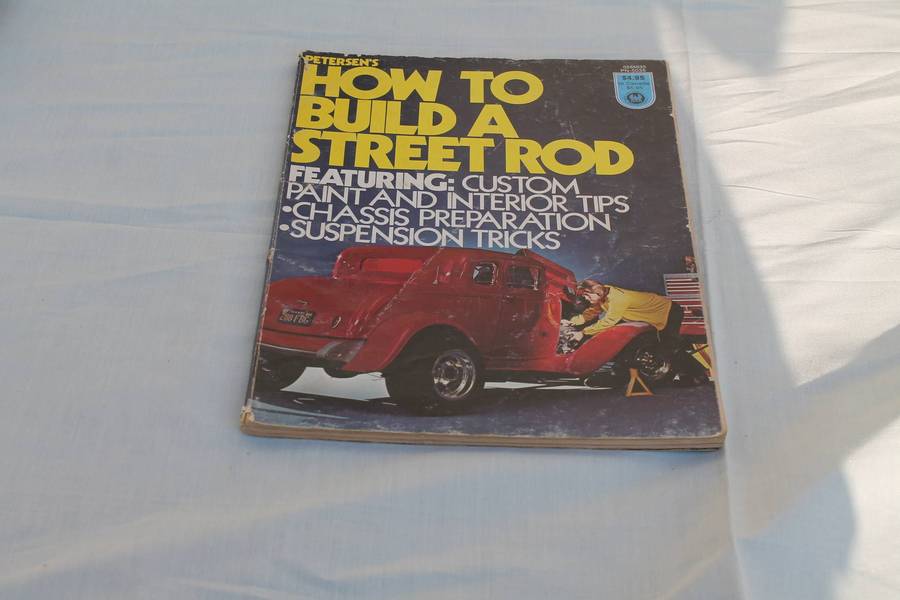 PETERSEN'S
HOW TO
BUILD A
STREET ROD
FEATURING: CUSTOM
PAINT AND INTERIOR TIPS
•CHASSIS PREPARATION
•SUSPENSION TRICKS
$4.95